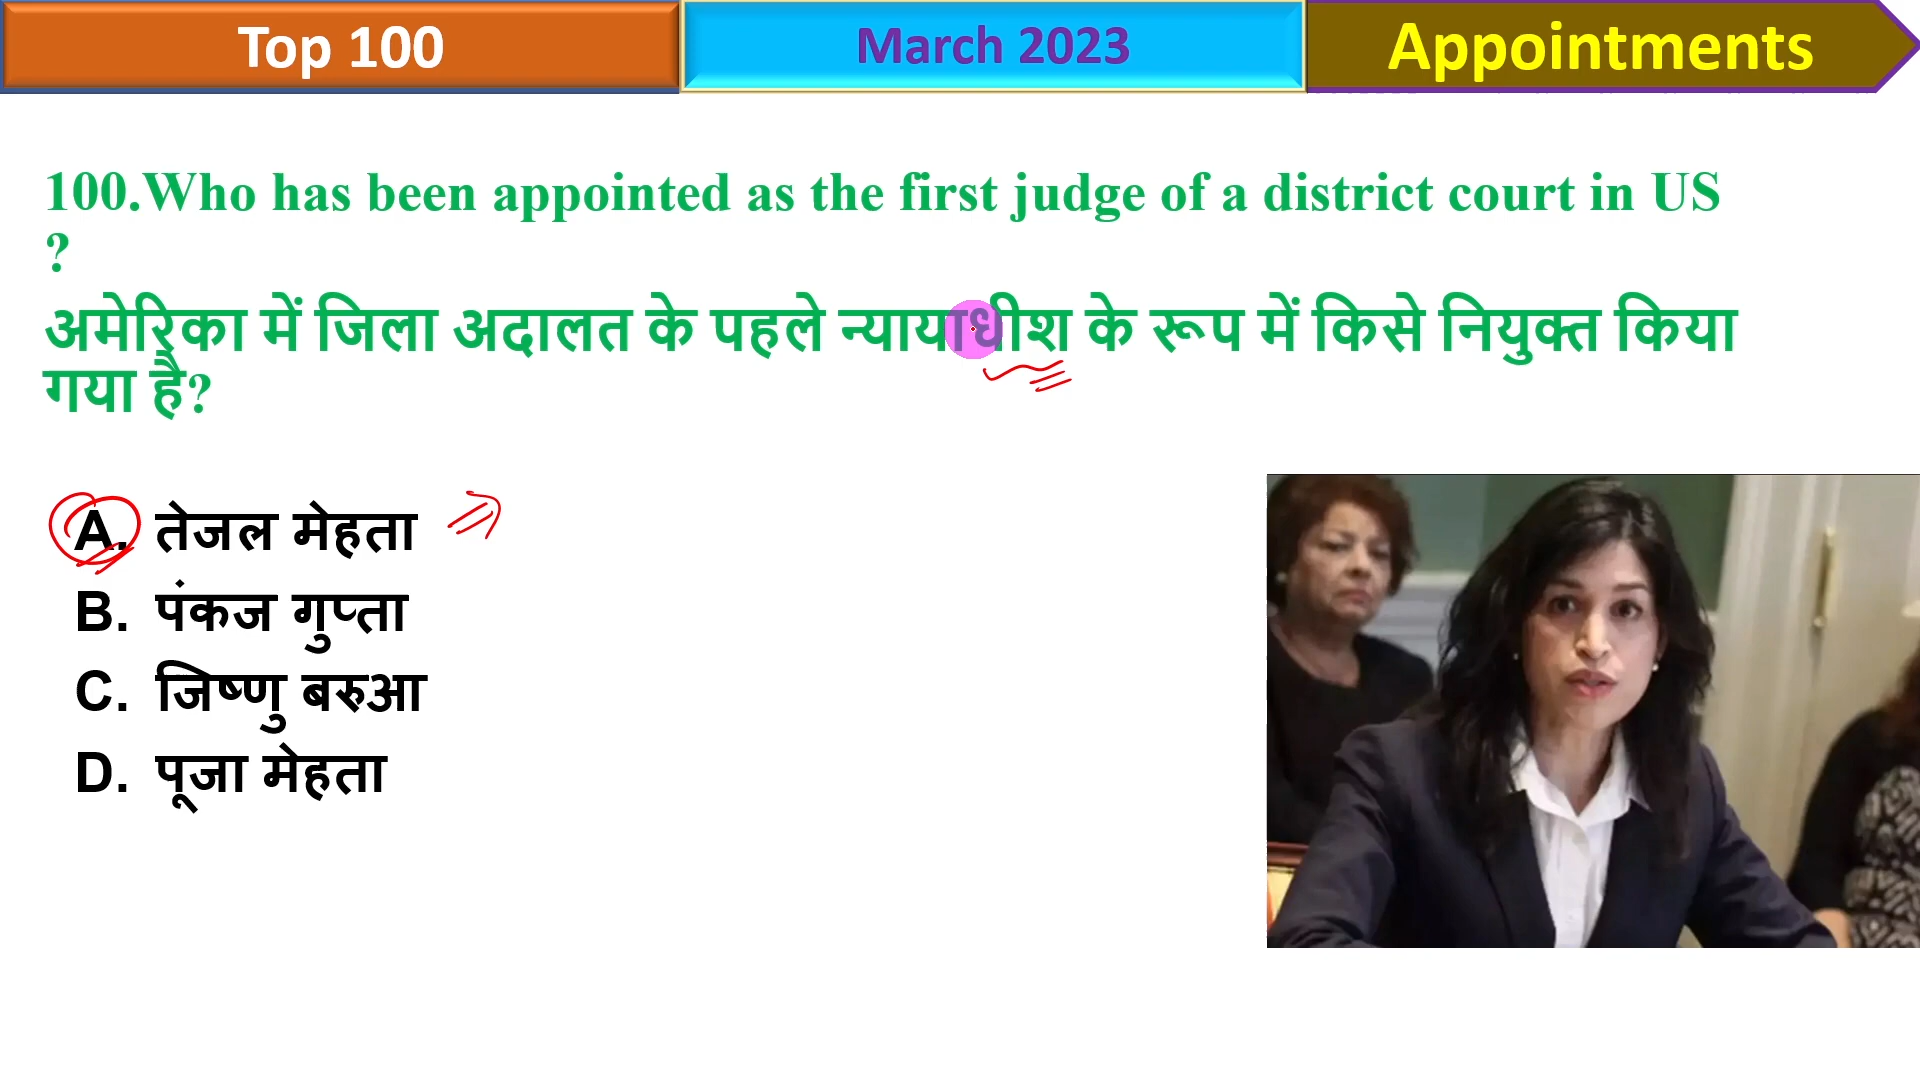 Top 100
March 2023
Appointments
100.Who has been appointed as the first judge of a district court in US
?
अमेरिका में जिला अदालत के पहले न्यायाधीश के रूप में किसे नियुक्त किया
गया है?
A. तेजल मेहता
B. पंकज गुप्ता
C. जिष्णु बरुआ
D. पूजा मेहता